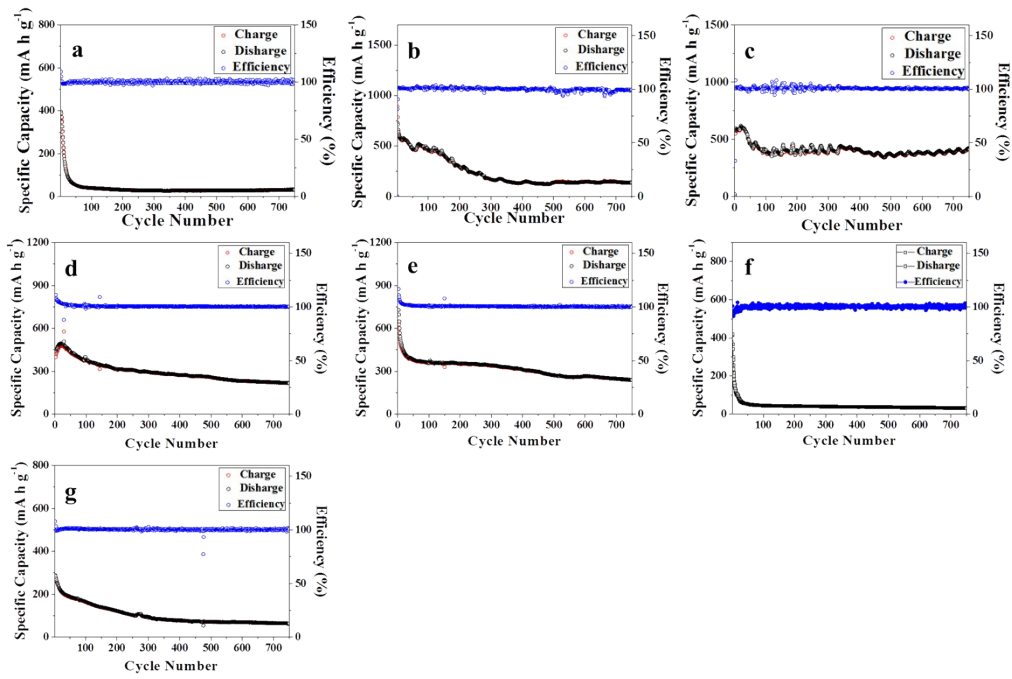 a
Charge
Disharge
Efficiency
Specific Capacity (mA h g-1)
Efficiency (%)
0
200
400
600
800
0
50
100
150
100 200 300 400 500 600 700
Cycle Number
b
Charge
Disharge
Efficiency
Specific Capacity (mA h g-1)
Efficiency (%)
0
500
1000
1500
0
50
100
150
0 100 200 300 400 500 600 700
Cycle Number
c
Charge
Disharge
Efficiency
Specific Capacity (mA h g-1)
Efficiency (%)
0
500
1000
1500
0
50
100
150
0 100 200 300 400 500 600 700
Cycle Number
d
Charge
Disharge
Efficiency
Specific Capacity (mA h g-1)
Efficiency (%)
0
300
600
900
1200
0
50
100
150
0 100 200 300 400 500 600 700
Cycle Number
e
Charge
Disharge
Efficiency
Specific Capacity (mA h g-1)
Efficiency (%)
0
300
600
900
1200
0
50
100
150
0 100 200 300 400 500 600 700
Cycle Number
f
Charge
Disharge
Efficiency
Specific Capacity (mA h g-1)
Efficiency (%)
0
200
400
600
800
0
50
100
150
100 200 300 400 500 600 700
Cycle Number
g
Charge
Disharge
Efficiency
Specific Capacity (mA h g-1)
Efficiency (%)
0
200
400
600
800
0
50
100
150
100 200 300 400 500 600 700
Cycle Number